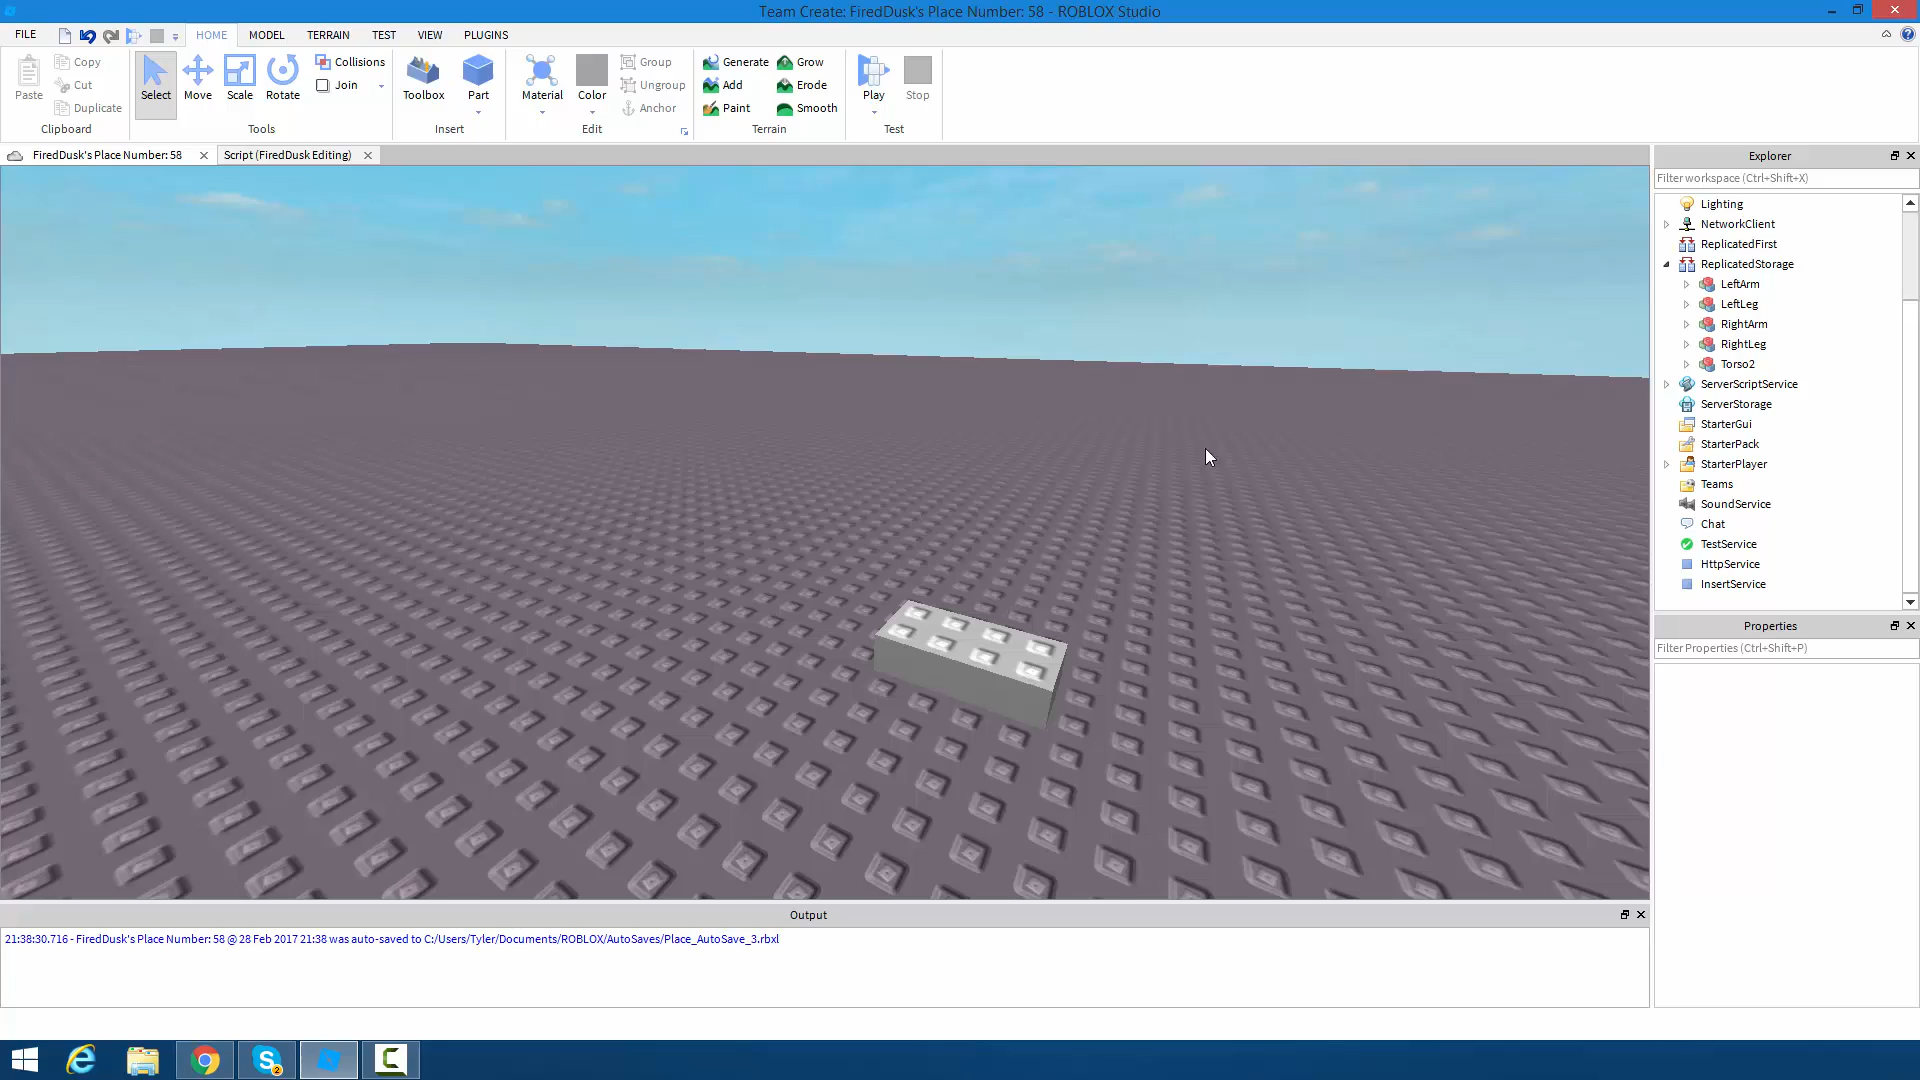 Team Create: FiredDusk's Place Number: 58 - ROBLOX Studio
FILE HOME MODEL TERRAIN TEST VIEW PLUGINS
Paste
Copy
Cut
Duplicate
Clipboard
Select
Move
Scale
Rotate
Collisions
Join
Tools
Toolbox
Part
Insert
Material
Color
Group
Ungroup
Anchor
Edit
Generate
Add
Paint
Grow
Erode
Smooth
Terrain
Play
Stop
Test
FiredDusk's Place Number: 58
Script (FiredDusk Editing)
Explorer
Filter workspace (Ctrl+Shift+X)
Lighting
NetworkClient
ReplicatedFirst
ReplicatedStorage
LeftArm
LeftLeg
RightArm
RightLeg
Torso2
ServerScriptService
ServerStorage
StarterGui
StarterPack
StarterPlayer
Teams
SoundService
Chat
TestService
HttpService
InsertService
Properties
Filter Properties (Ctrl+Shift+P)
Output
21:38:30.716 - FiredDusk's Place Number: 58 @ 28 Feb 2017 21:38 was auto-saved to C:/Users/Tyler/Documents/ROBLOX/AutoSaves/Place_AutoSave_3.rbxl
2